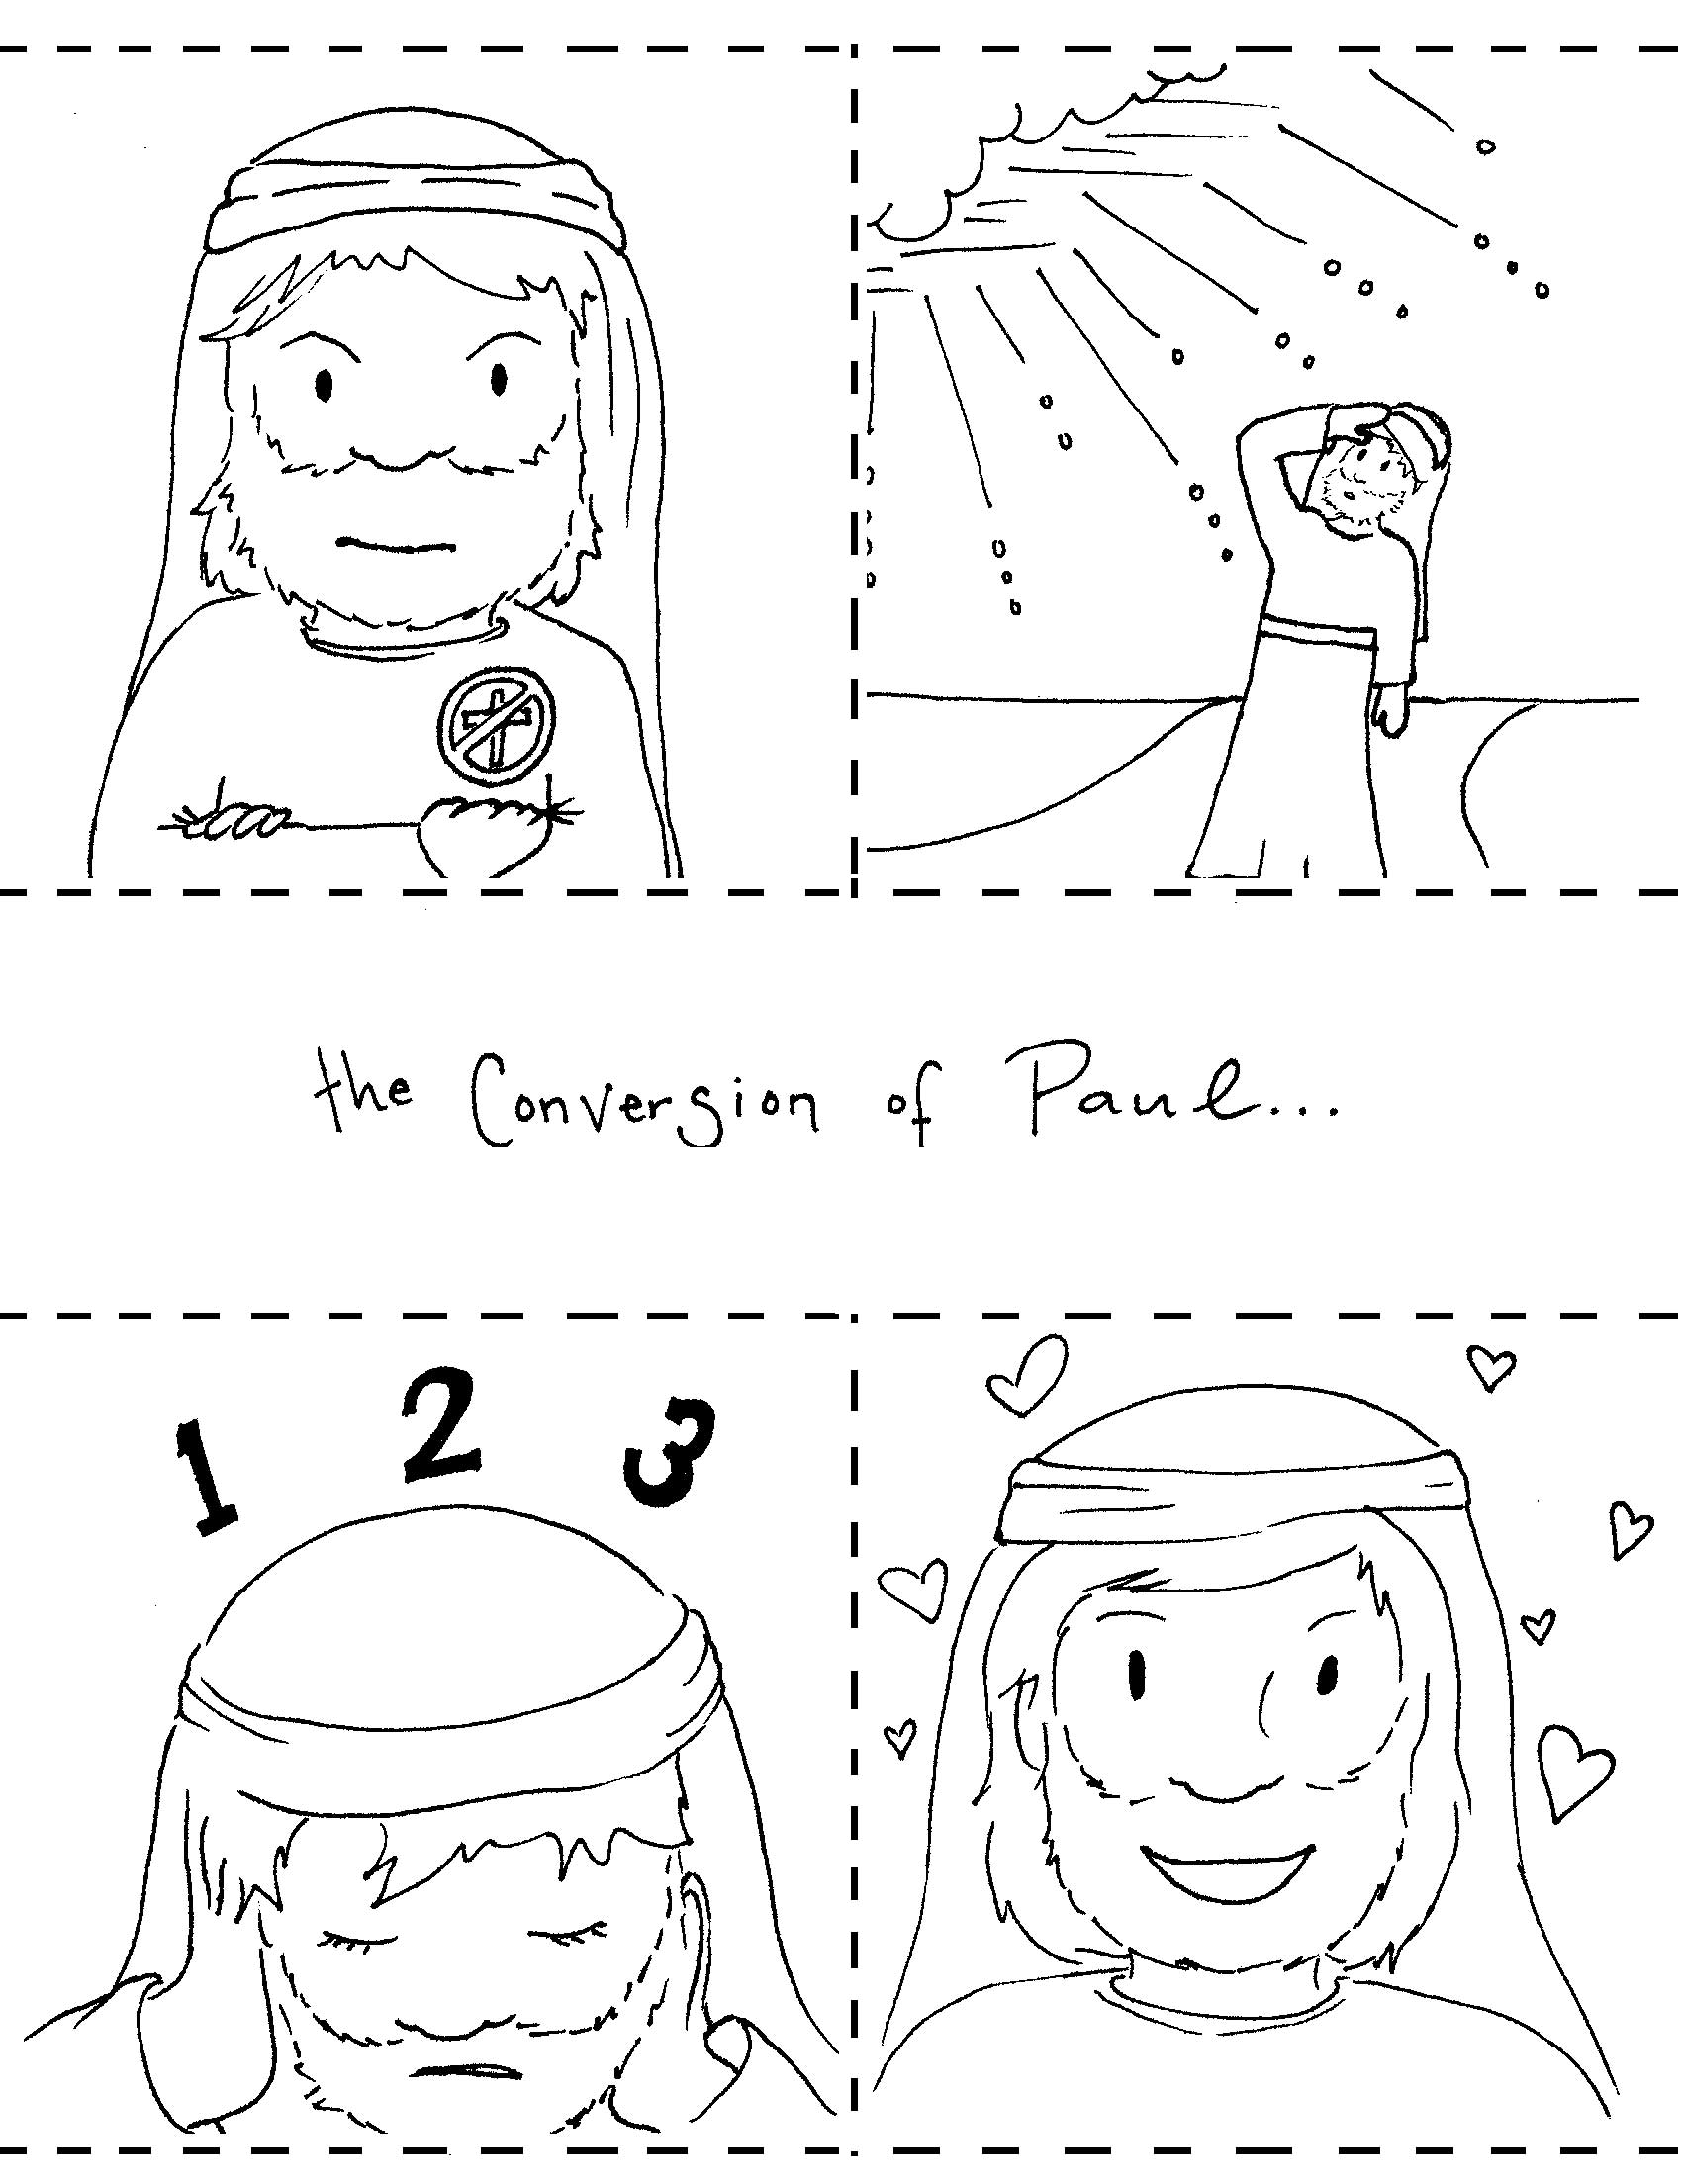 the Conversion of Paul...
1 2 3